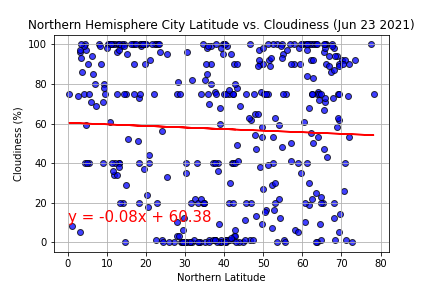 Northern Hemisphere City Latitude vs. Cloudiness (Jun 23 2021)
100
80
60
40
20
0
Cloudiness (%)
y = -0.08x + 60.38
0 10 20 30 40 50 60 70 80
Northern Latitude